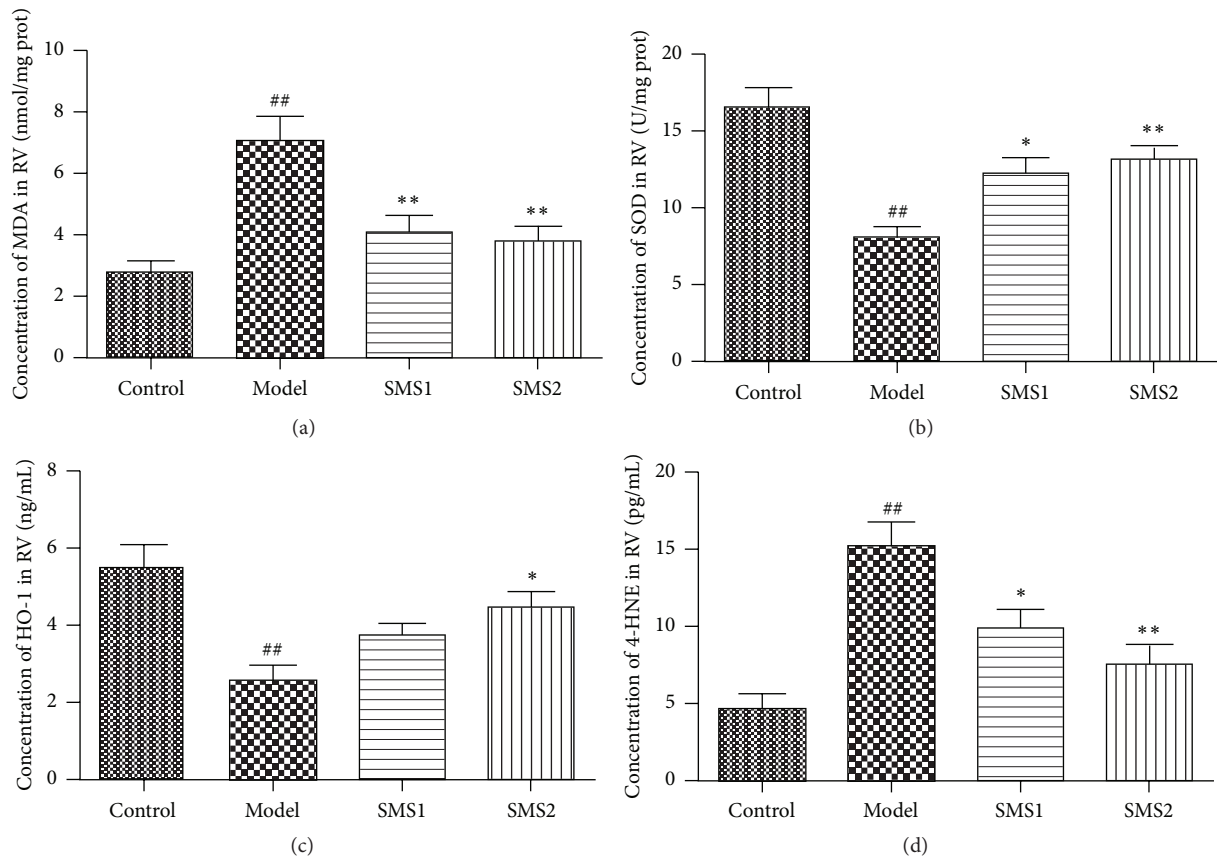 Concentration of MDA in RV (nmol/mg prot)
10
8
6
4
2
0
##
**
**
Control Model SMS1 SMS2
(a)
Concentration of SOD in RV (U/mg prot)
20
15
10
5
0
##
*
**
Control Model SMS1 SMS2
(b)
Concentration of HO-1 in RV (ng/mL)
8
6
4
2
0
##
*
Control Model SMS1 SMS2
(c)
Concentration of 4-HNE in RV (pg/mL)
20
15
10
5
0
##
*
**
Control Model SMS1 SMS2
(d)